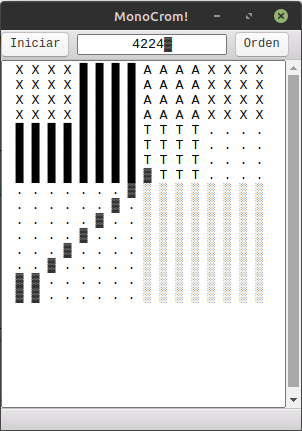 MonoCrom!
Iniciar 4224▓ Orden
X X X X █ █ █ █ A A A A X X X X
X X X X █ █ █ █ A A A A X X X X
X X X X █ █ █ █ A A A A X X X X
X X X X █ █ █ █ A A A A X X X X
█ █ █ █ █ █ █ █ T T T T . . . .
█ █ █ █ █ █ █ █ T T T T . . . .
█ █ █ █ █ █ █ █ T T T T . . . .
█ █ █ █ █ █ █ █ ▓ T T T . . . .
. . . . . . . ▓ ░ ░ ░ ░ ░ ░ ░ ░
. . . . . . ▓ . ░ ░ ░ ░ ░ ░ ░ ░
. . . . . ▓ . . ░ ░ ░ ░ ░ ░ ░ ░
. . . . ▓ . . . ░ ░ ░ ░ ░ ░ ░ ░
. . . ▓ . . . . ░ ░ ░ ░ ░ ░ ░ ░
. . ▓ . . . . . ░ ░ ░ ░ ░ ░ ░ ░
▓ ▓ . . . . . . ░ ░ ░ ░ ░ ░ ░ ░
▓ ▓ . . . . . . ░ ░ ░ ░ ░ ░ ░ ░